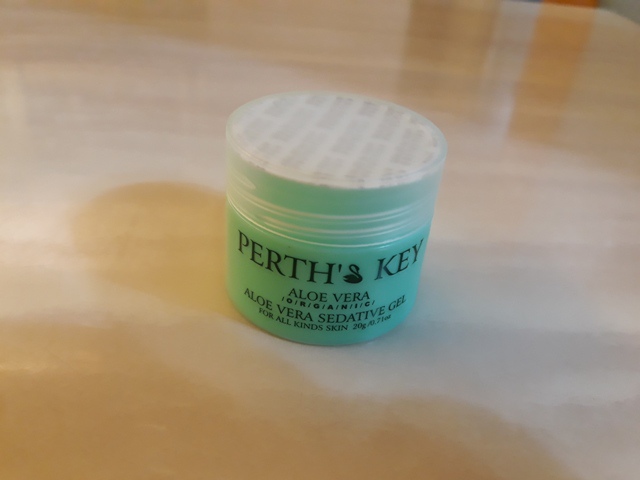 PERTH'S KEY
ALOE VERA
/O/R/G/A/N/I/C/
ALOE VERA SEDATIVE GEL
FOR ALL KINDS SKIN 20g/0.71oz